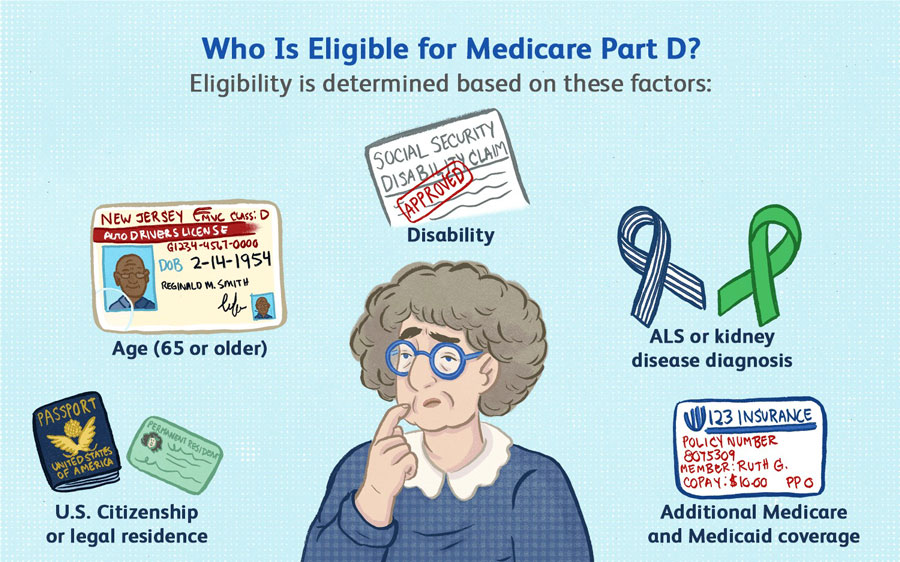 Who Is Eligible for Medicare Part D?
Eligibility is determined based on these factors:
SOCIAL SECURITY
DISABILITY CLAIM
APPROVED
Disability
NEW JERSEY MVC CLASS: D
AUTO DRIVERS LICENSE
G1234-4567-0000
DOB 2-14-1954
REGINALD M. SMITH
Age (65 or older)
ALS or kidney
disease diagnosis
PASSPORT
UNITED STATES
OF AMERICA
PERMANENT RESIDENT
U.S. Citizenship
or legal residence
123 INSURANCE
POLICY NUMBER
8075309
MEMBER: RUTH G.
COPAY: $10.00 PPO
Additional Medicare
and Medicaid coverage